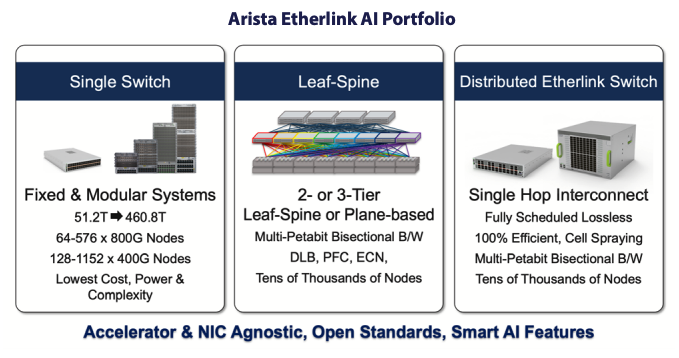 Arista Etherlink AI Portfolio
Single Switch
Fixed & Modular Systems
51.2T ➡ 460.8T
64-576 x 800G Nodes
128-1152 x 400G Nodes
Lowest Cost, Power &
Complexity
Leaf-Spine
2- or 3-Tier
Leaf-Spine or Plane-based
Multi-Petabit Bisectional B/W
DLB, PFC, ECN,
Tens of Thousands of Nodes
Distributed Etherlink Switch
Single Hop Interconnect
Fully Scheduled Lossless
100% Efficient, Cell Spraying
Multi-Petabit Bisectional B/W
Tens of Thousands of Nodes
Accelerator & NIC Agnostic, Open Standards, Smart AI Features